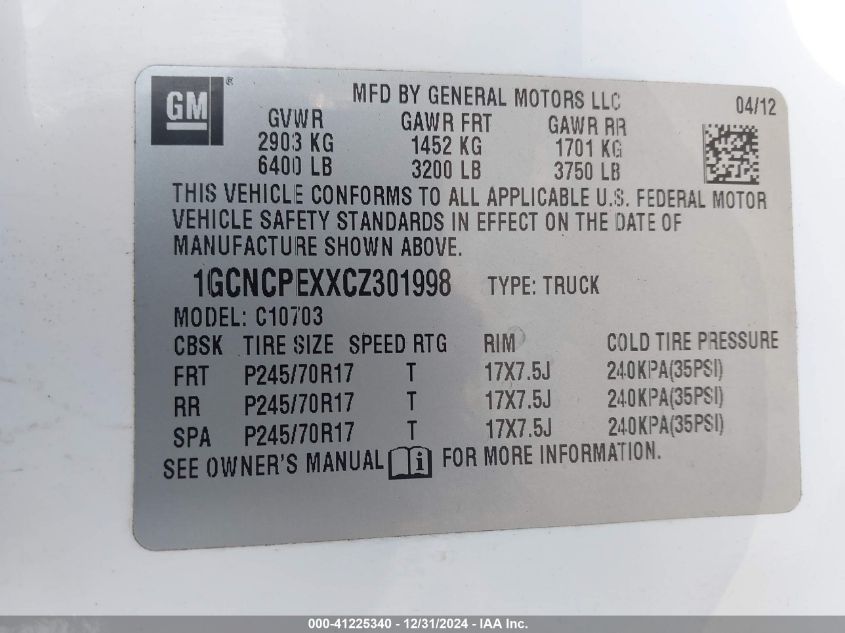 GM®
MFD BY GENERAL MOTORS LLC 04/12
GVWR GAWR FRT GAWR RR
2903 KG 1452 KG 1701 KG
6400 LB 3200 LB 3750 LB
THIS VEHICLE CONFORMS TO ALL APPLICABLE U.S. FEDERAL MOTOR
VEHICLE SAFETY STANDARDS IN EFFECT ON THE DATE OF
MANUFACTURE SHOWN ABOVE.
1GCNCPEXXCZ301998 TYPE: TRUCK
MODEL: C10703
CBSK TIRE SIZE SPEED RTG RIM COLD TIRE PRESSURE
FRT P245/70R17 T 17X7.5J 240KPA(35PSI)
RR P245/70R17 T 17X7.5J 240KPA(35PSI)
SPA P245/70R17 T 17X7.5J 240KPA(35PSI)
SEE OWNER'S MANUAL i FOR MORE INFORMATION.
000-41225340 - 12/31/2024 - IAA Inc.